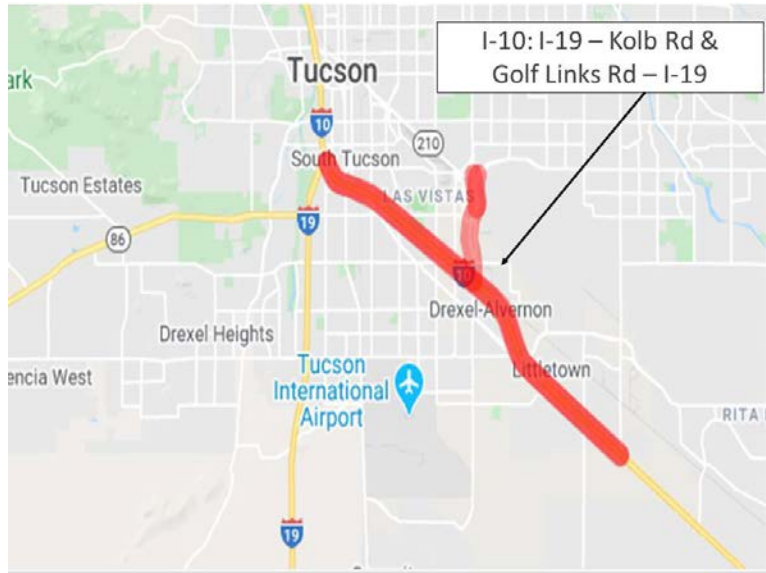 I-10: I-19 – Kolb Rd &
Golf Links Rd – I-19
Tucson
ark
10
210
South Tucson
Tucson Estates
LAS VISTAS
19
86
10
Drexel-Alvernon
Drexel Heights
Littletown
encia West
Tucson
International
Airport
RITA
19